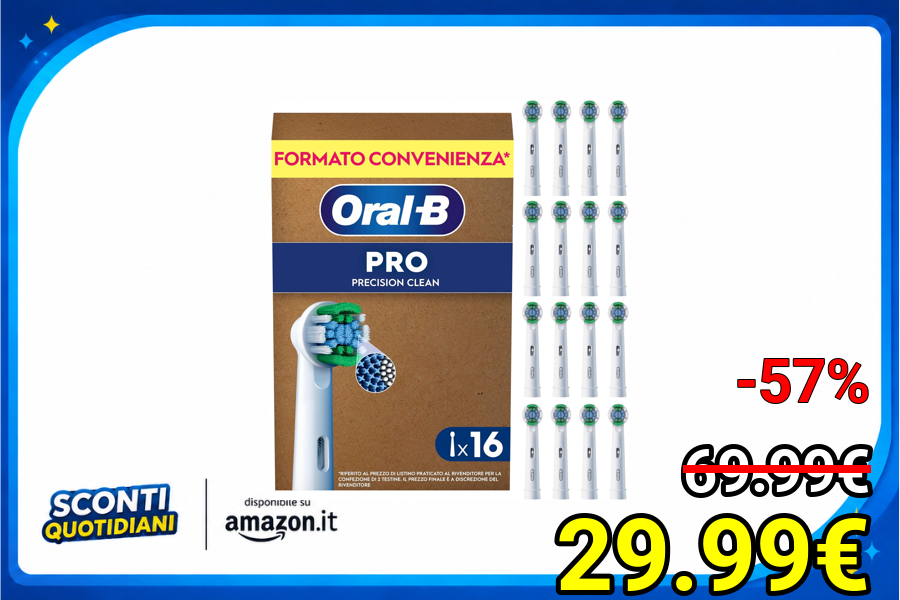 FORMATO CONVENIENZA*
Oral-B
PRO
PRECISION CLEAN
x16
*RIFERITO AL PREZZO DI LISTINO PRATICATO AL RIVENDITORE PER LA
CONFEZIONE DI 2 TESTINE. IL PREZZO FINALE È A DISCREZIONE DEL
RIVENDITORE
-57%
69.99€
29.99€
SCONTI
QUOTIDIANI
disponibile su
amazon.it